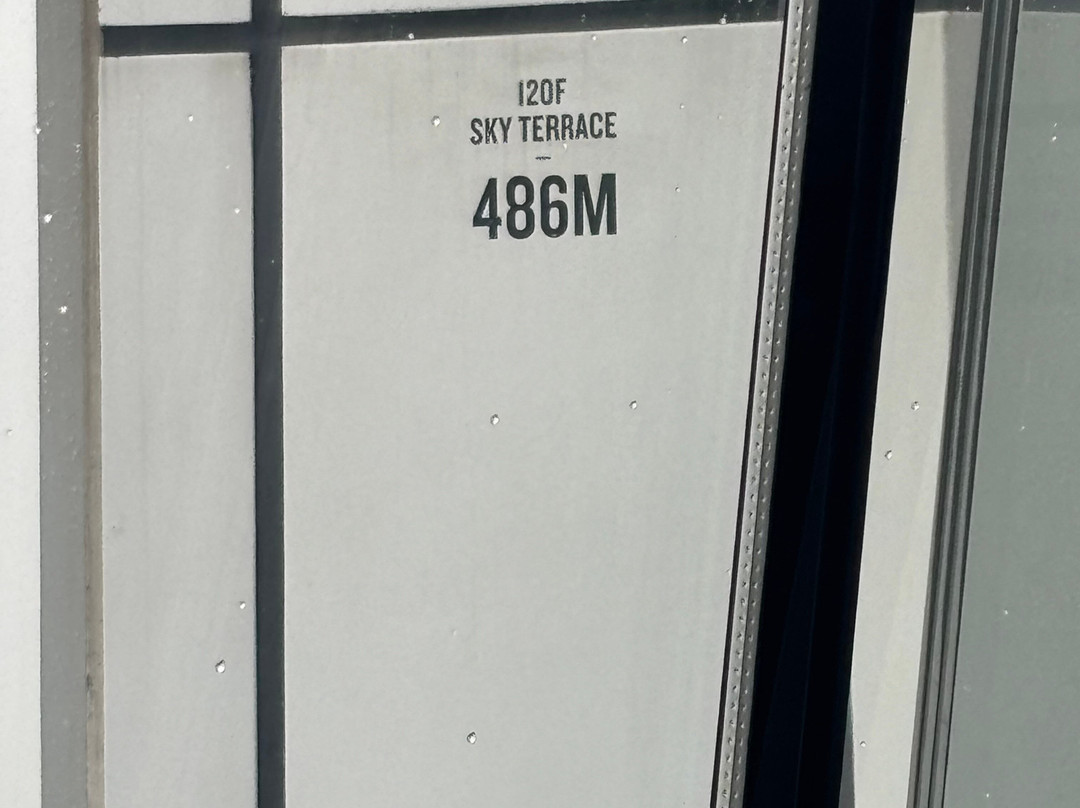 120F
SKY TERRACE
~
486M